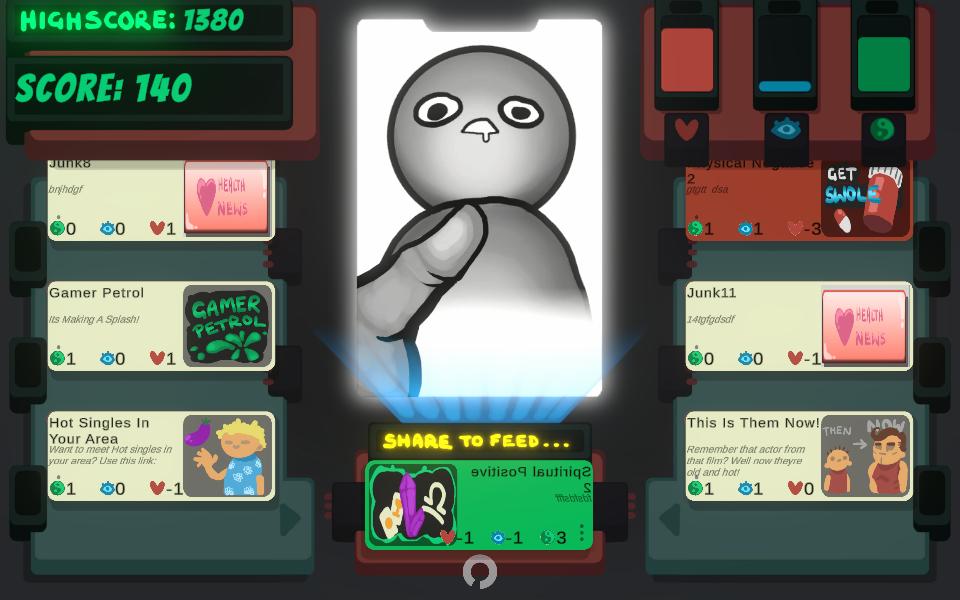 HIGHSCORE: 1380
SCORE: 140
Junk8
bnjhdgf
0 0 1
HEALTH
NEWS
Gamer Petrol
Its Making A Splash!
1 0 1
GAMER
PETROL
Hot Singles In
Your Area
Want to meet Hot singles in
your area? Use this link:
1 0 -1
SHARE TO FEED...
Spiritual Positive
2
-1 -1 3
2
gtgtt dsa
1 1 -3
GET
SWOLE
Junk11
14tgfgdsdf
0 0 -1
HEALTH
NEWS
This Is Them Now!
Remember that actor from
that film? Well now theyre
old and hot!
1 1 0
THEN NOW